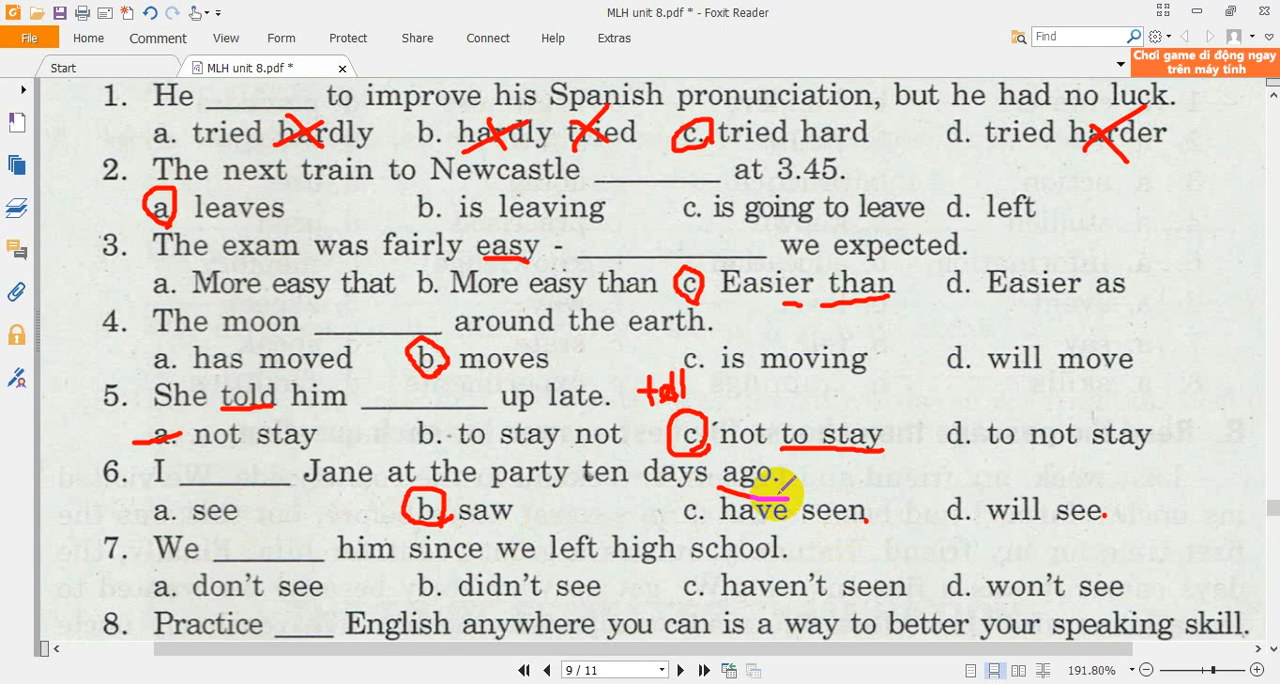 MLH unit 8.pdf * - Foxit Reader
File Home Comment View Form Protect Share Connect Help Extras Find
Chơi game di động ngay
trên máy tính
Start MLH unit 8.pdf *
1. He ______ to improve his Spanish pronunciation, but he had no luck.
a. tried hardly b. hardly tried c. tried hard d. tried harder
2. The next train to Newcastle ________ at 3.45.
a leaves b. is leaving c. is going to leave d. left
3. The exam was fairly easy - __________ we expected.
a. More easy that b. More easy than c Easier than d. Easier as
4. The moon ________ around the earth.
a. has moved b. moves c. is moving d. will move
tell
5. She told him ________ up late.
a. not stay b. to stay not c. not to stay d. to not stay
6. I ________ Jane at the party ten days ago.
a. see b. saw c. have seen d. will see.
7. We _______ him since we left high school.
a. don't see b. didn't see c. haven't seen d. won't see
8. Practice ____ English anywhere you can is a way to better your speaking skill.
9 / 11 191.80%